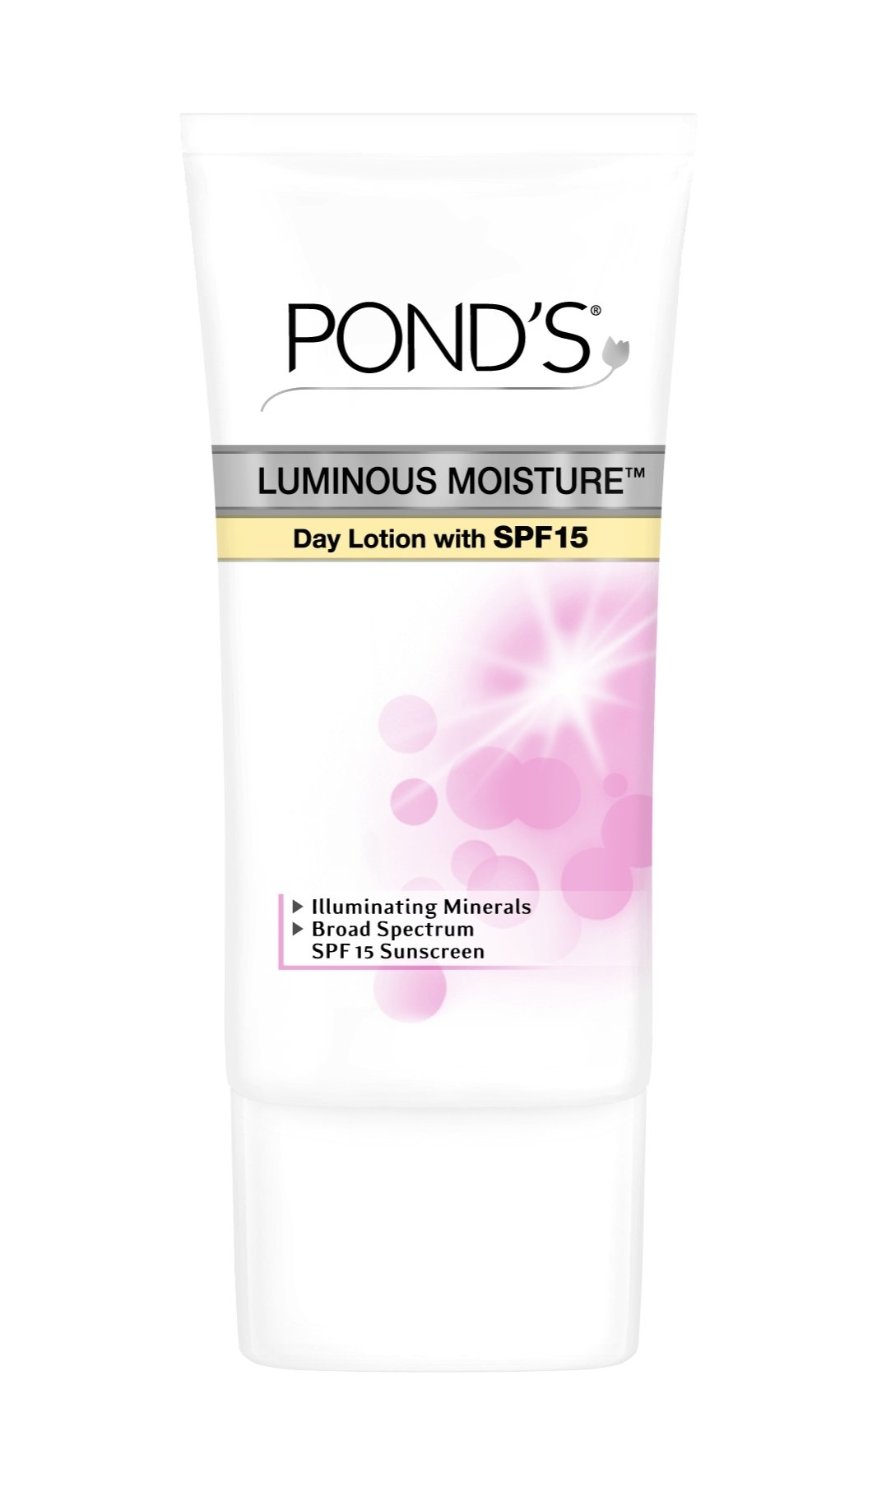 POND'S®
LUMINOUS MOISTURE™
Day Lotion with SPF15
▶ Illuminating Minerals
▶ Broad Spectrum
SPF 15 Sunscreen